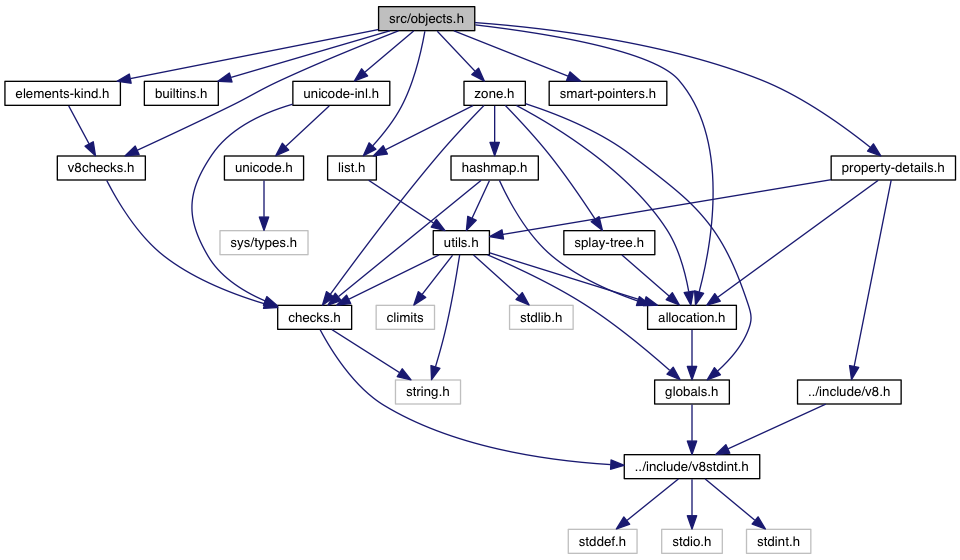 src/objects.h
elements-kind.h
builtins.h
unicode-inl.h
zone.h
smart-pointers.h
v8checks.h
unicode.h
list.h
hashmap.h
property-details.h
sys/types.h
utils.h
splay-tree.h
checks.h
climits
stdlib.h
allocation.h
string.h
globals.h
../include/v8.h
../include/v8stdint.h
stddef.h
stdio.h
stdint.h